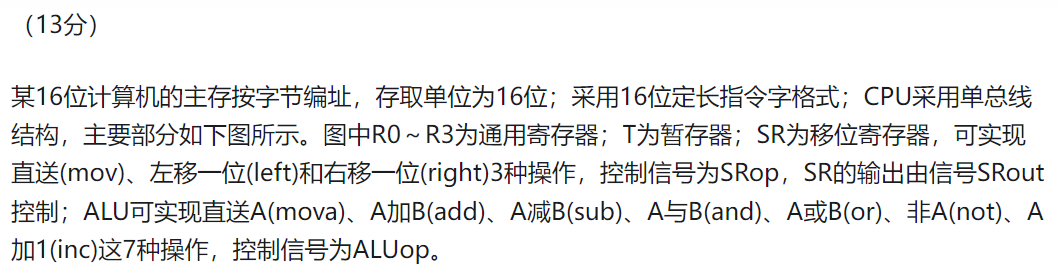 （13分）
某16位计算机的主存按字节编址，存取单位为16位；采用16位定长指令字格式；CPU采用单总线
结构，主要部分如下图所示。图中R0～R3为通用寄存器；T为暂存器；SR为移位寄存器，可实现
直送(mov)、左移一位(left)和右移一位(right)3种操作，控制信号为SRop，SR的输出由信号SRout
控制；ALU可实现直送A(mova)、A加B(add)、A减B(sub)、A与B(and)、A或B(or)、非A(not)、A
加1(inc)这7种操作，控制信号为ALUop。